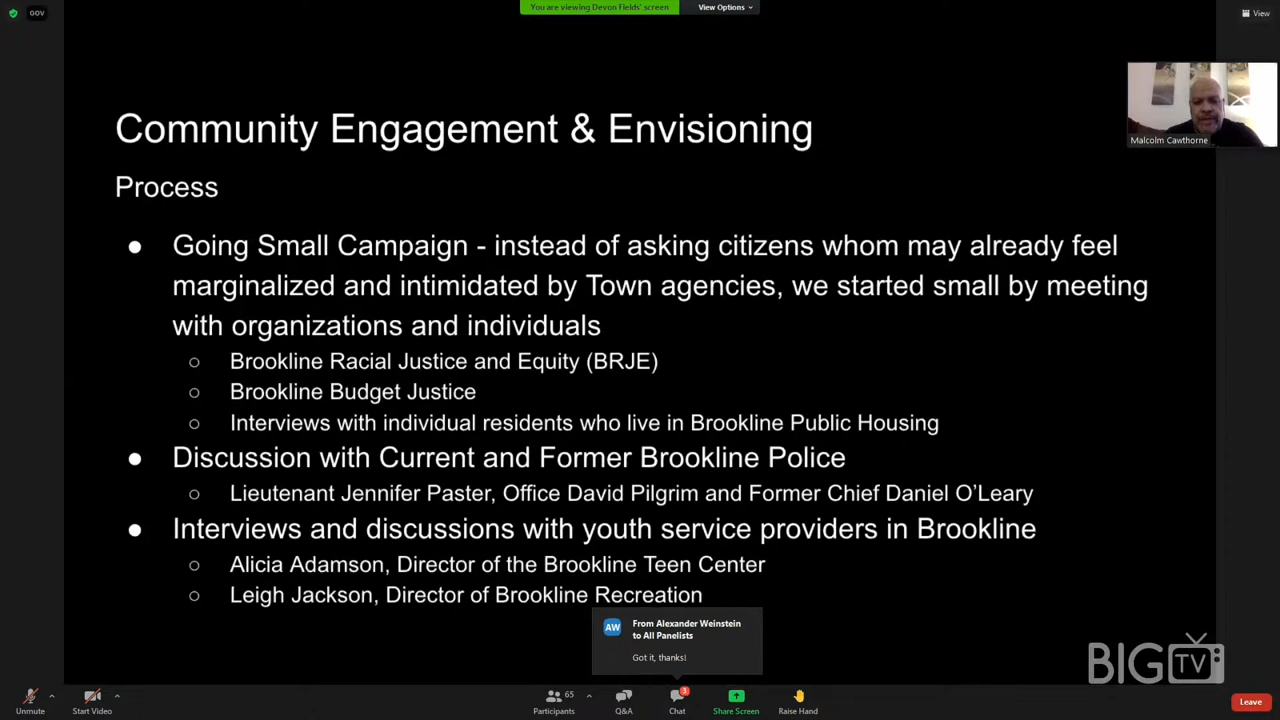 GOV
You are viewing Devon Fields' screen
View Options
View
Malcolm Cawthorne
Community Engagement & Envisioning
Process
● Going Small Campaign - instead of asking citizens whom may already feel
marginalized and intimidated by Town agencies, we started small by meeting
with organizations and individuals
○ Brookline Racial Justice and Equity (BRJE)
○ Brookline Budget Justice
○ Interviews with individual residents who live in Brookline Public Housing
● Discussion with Current and Former Brookline Police
○ Lieutenant Jennifer Paster, Office David Pilgrim and Former Chief Daniel O’Leary
● Interviews and discussions with youth service providers in Brookline
○ Alicia Adamson, Director of the Brookline Teen Center
○ Leigh Jackson, Director of Brookline Recreation
AW
From Alexander Weinstein
to All Panelists
Got it, thanks!
BIG TV
Unmute
Start Video
65
Participants
Q&A
3
Chat
Share Screen
Raise Hand
Leave